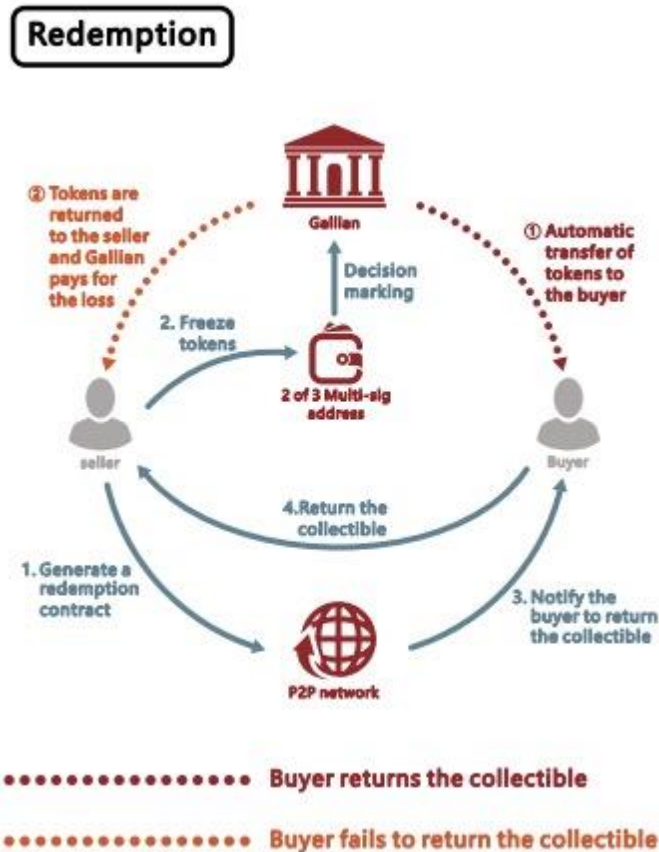 Redemption
Gallian
② Tokens are
returned
to the seller
and Gallian
pays for
the loss
① Automatic
transfer of
tokens to
the buyer
Decision
marking
2. Freeze
tokens
2 of 3 Multi-sig
address
seller
Buyer
4.Return the
collectible
1. Generate a
redemption
contract
3. Notify the
buyer to return
the collectible
P2P network
Buyer returns the collectible
Buyer fails to return the collectible